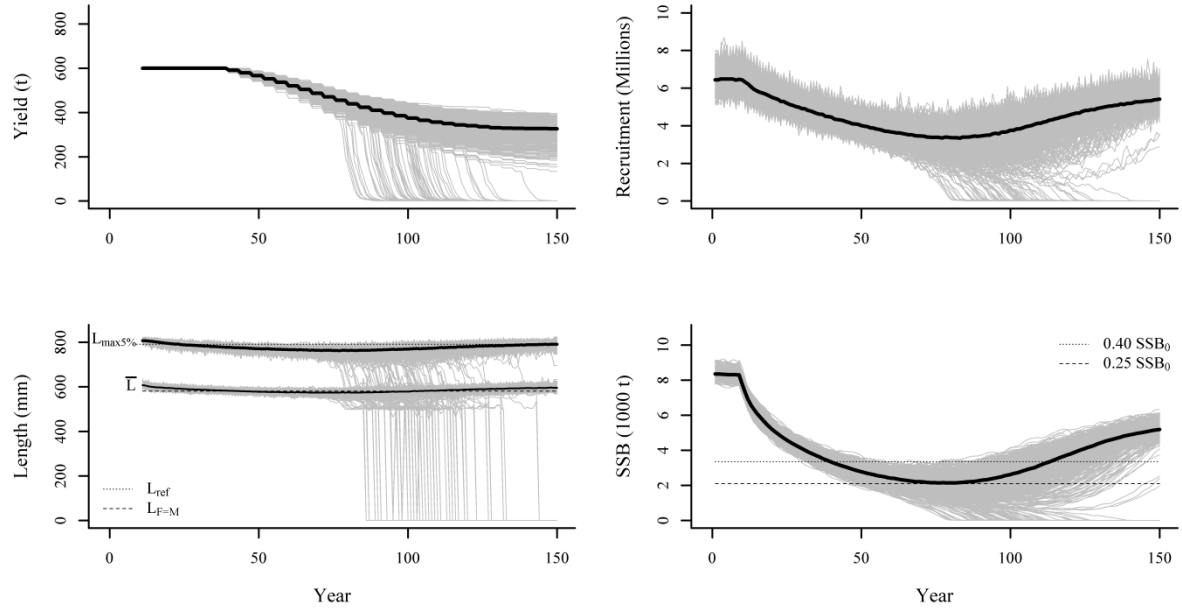 Yield (t)
0 200 400 600 800
0 50 100 150
Recruitment (Millions)
0 2 4 6 8 10
0 50 100 150
Length (mm)
0 200 400 600 800
Lmax5%
L̅
Lref
LF=M
0 50 100 150
Year
SSB (1000 t)
0 2 4 6 8 10
0.40 SSB0
0.25 SSB0
0 50 100 150
Year